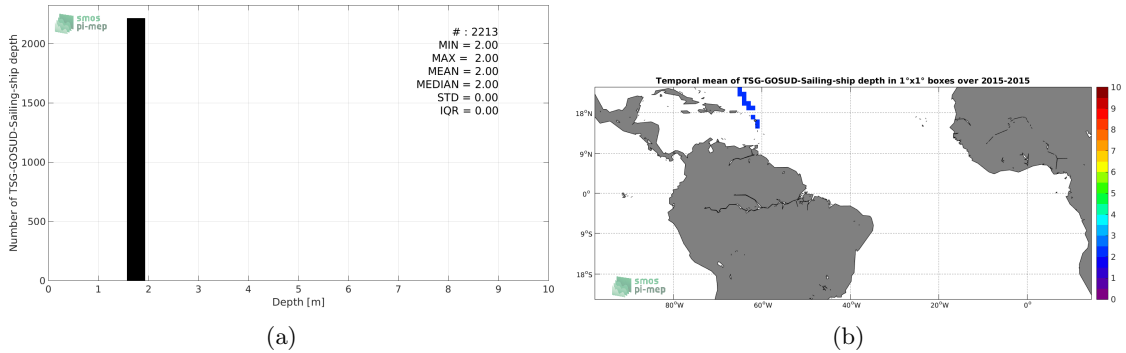 smos
pi-mep
# : 2213
MIN = 2.00
MAX = 2.00
MEAN = 2.00
MEDIAN = 2.00
STD = 0.00
IQR = 0.00
Number of TSG-GOSUD-Sailing-ship depth
2000
1500
1000
500
0
0 1 2 3 4 5 6 7 8 9 10
Depth [m]
(a)
Temporal mean of TSG-GOSUD-Sailing-ship depth in 1°x1° boxes over 2015-2015
18°N
9°N
0°
9°S
18°S
80°W 60°W 40°W 20°W 0°
smos
pi-mep
10
9
8
7
6
5
4
3
2
1
0
(b)